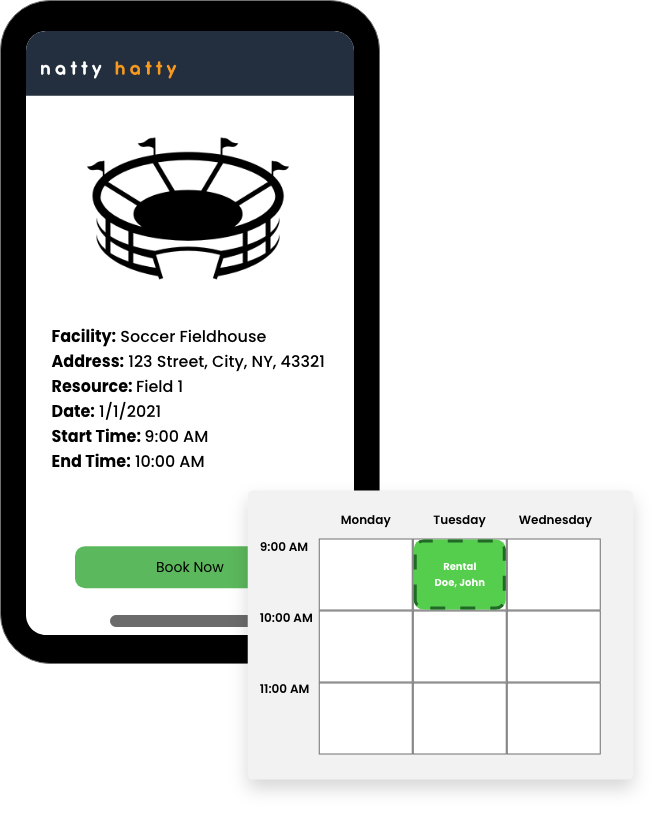 natty hatty
Facility: Soccer Fieldhouse
Address: 123 Street, City, NY, 43321
Resource: Field 1
Date: 1/1/2021
Start Time: 9:00 AM
End Time: 10:00 AM
Book Now
Monday Tuesday Wednesday
9:00 AM
Rental
Doe, John
10:00 AM
11:00 AM